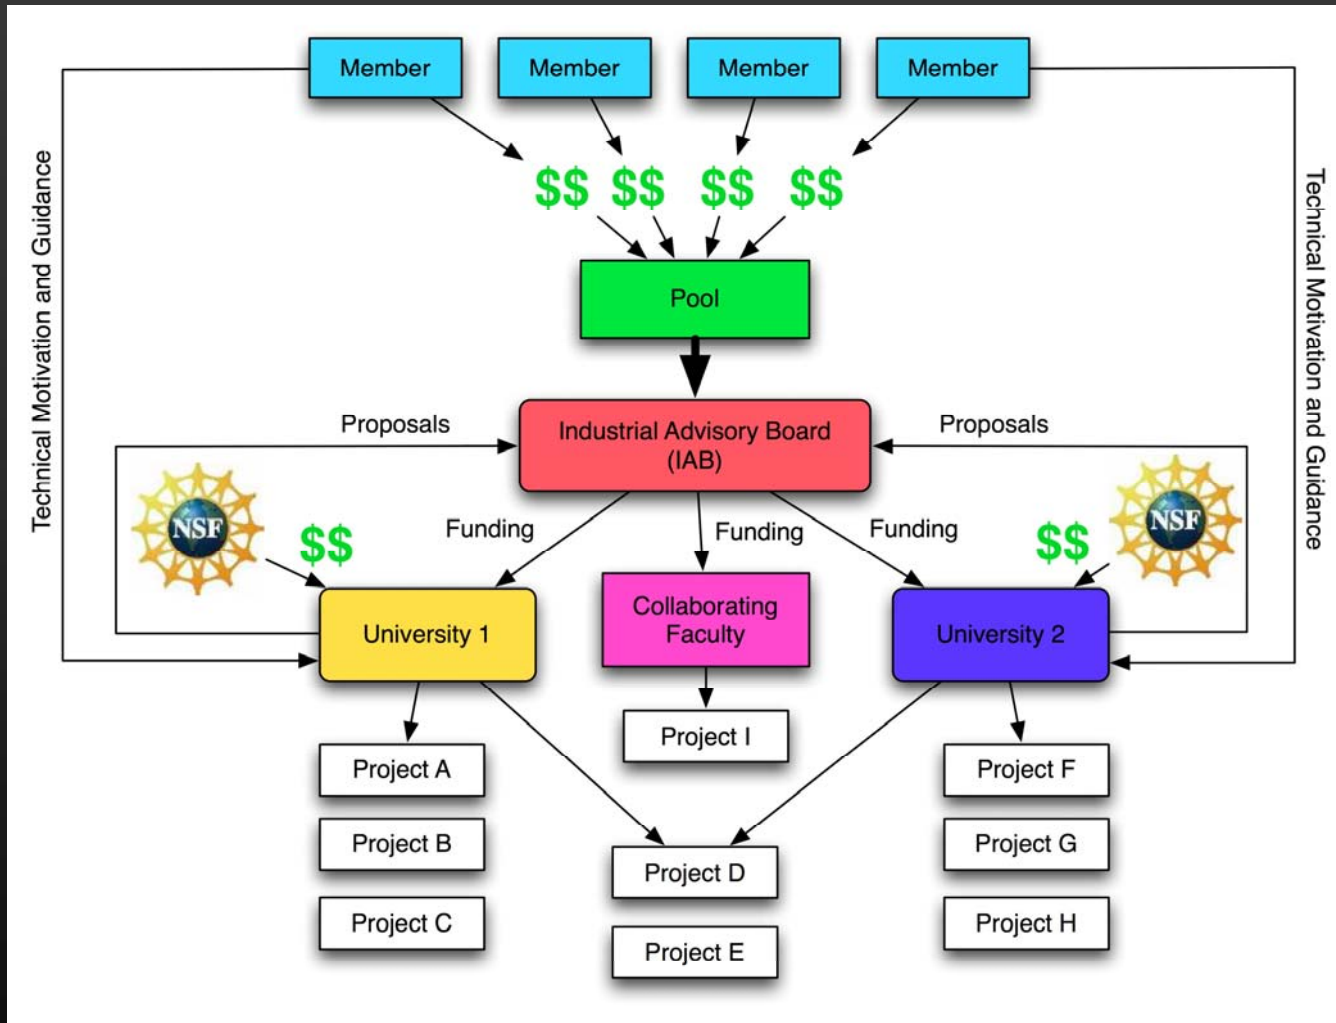 Member
Member
Member
Member
$$
$$
$$
$$
Technical Motivation and Guidance
Technical Motivation and Guidance
Pool
Proposals
Industrial Advisory Board
(IAB)
Proposals
NSF
$$
Funding
Funding
Funding
$$
NSF
University 1
Collaborating
Faculty
University 2
Project I
Project A
Project B
Project C
Project D
Project E
Project F
Project G
Project H